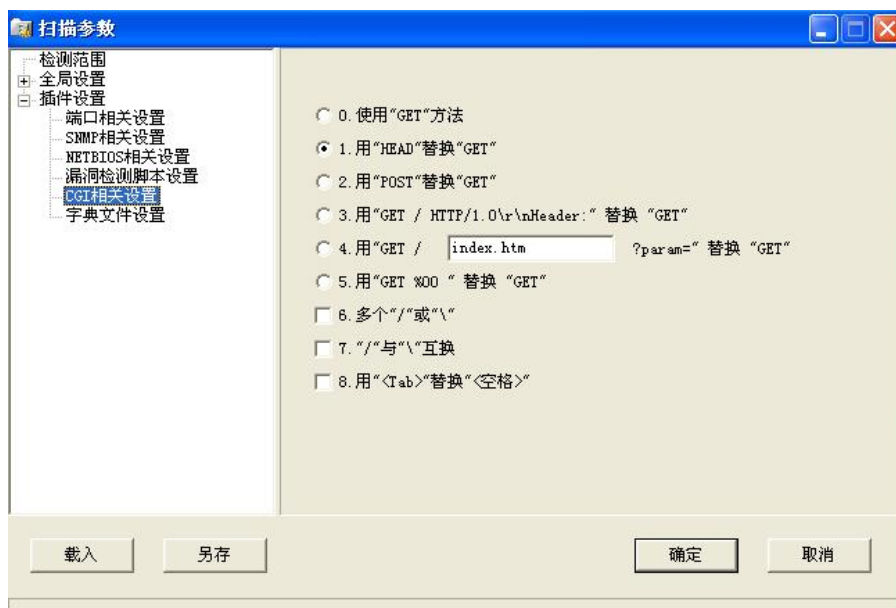 扫描参数
检测范围
全局设置
插件设置
端口相关设置
SNMP相关设置
NETBIOS相关设置
漏洞检测脚本设置
CGI相关设置
字典文件设置
0.使用"GET"方法
1.用"HEAD"替换"GET"
2.用"POST"替换"GET"
3.用"GET / HTTP/1.0\r\nHeader:" 替换 "GET"
4.用"GET / index.htm ?param=" 替换 "GET"
5.用"GET %00 " 替换 "GET"
6.多个"/"或"\"
7."/"与"\"互换
8.用"<Tab>"替换"<空格>"
载入 另存 确定 取消